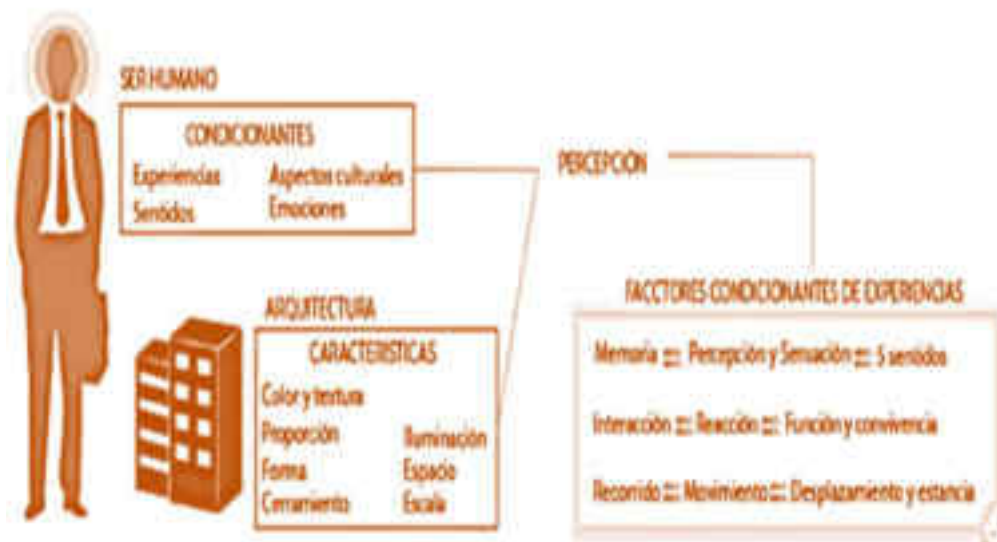 SER HUMANO
CONDICIONANTES
Experiencias Aspectos culturales
Sentidos Emociones
PERCEPCIÓN
ARQUITECTURA
CARACTERISTICAS
Color y textura
Proporción Iluminación
Forma Espacio
Cerramiento Escala
FACCTORES CONDICIONANTES DE EXPERIENCIAS
Memoria = Percepción y Sensación = 5 sentidos
Interacción = Reacción = Función y convivencia
Recorrido = Movimiento = Desplazamiento y estancia